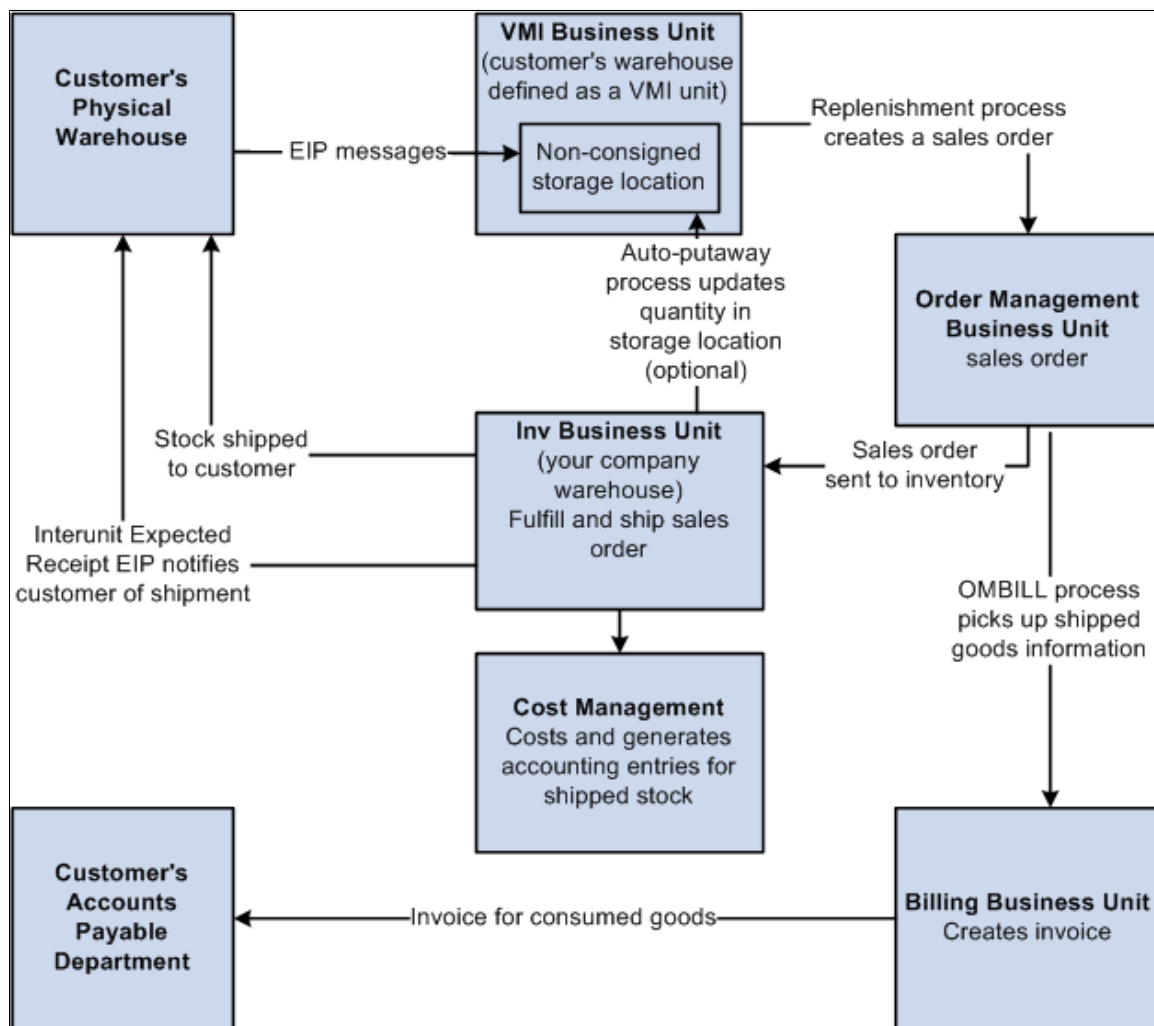 Customer's
Physical
Warehouse
EIP messages
VMI Business Unit
(customer's warehouse
defined as a VMI unit)
Non-consigned
storage location
Replenishment process
creates a sales order
Auto-putaway
process updates
quantity in
storage location
(optional)
Order Management
Business Unit
sales order
Stock shipped
to customer
Inv Business Unit
(your company
warehouse)
Fulfill and ship sales
order
Sales order
sent to inventory
Interunit Expected
Receipt EIP notifies
customer of shipment
OMBILL process
picks up shipped
goods information
Cost Management
Costs and generates
accounting entries for
shipped stock
Customer's
Accounts
Payable
Department
Invoice for consumed goods
Billing Business Unit
Creates invoice